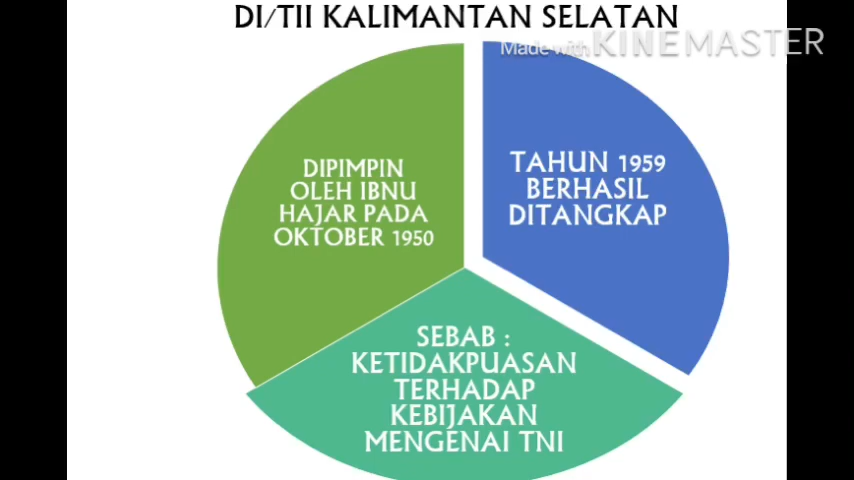 DI/TII KALIMANTAN SELATAN
Made with KINEMASTER
DIPIMPIN
OLEH IBNU
HAJAR PADA
OKTOBER 1950
TAHUN 1959
BERHASIL
DITANGKAP
SEBAB :
KETIDAKPUASAN
TERHADAP
KEBIJAKAN
MENGENAI TNI